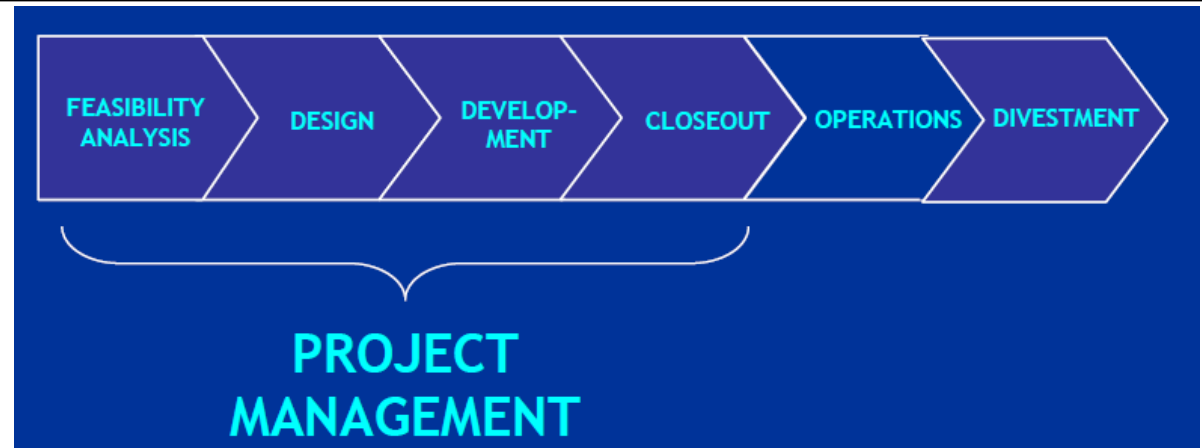 FEASIBILITY
ANALYSIS
DESIGN
DEVELOP-
MENT
CLOSEOUT
OPERATIONS
DIVESTMENT
PROJECT
MANAGEMENT